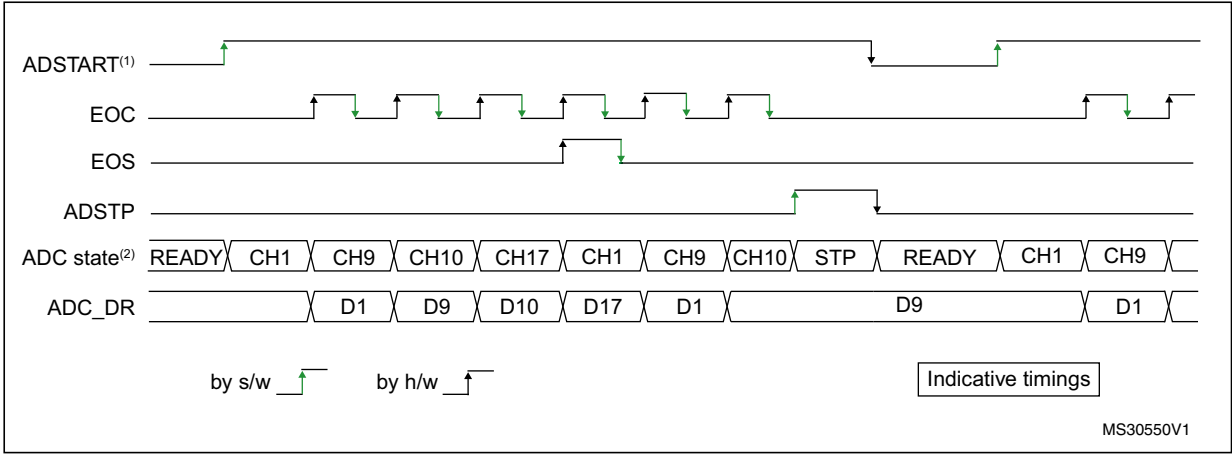 ADSTART(1)
EOC
EOS
ADSTP
ADC state(2) READY CH1 CH9 CH10 CH17 CH1 CH9 CH10 STP READY CH1 CH9
ADC_DR D1 D9 D10 D17 D1 D9 D1
by s/w by h/w Indicative timings
MS30550V1